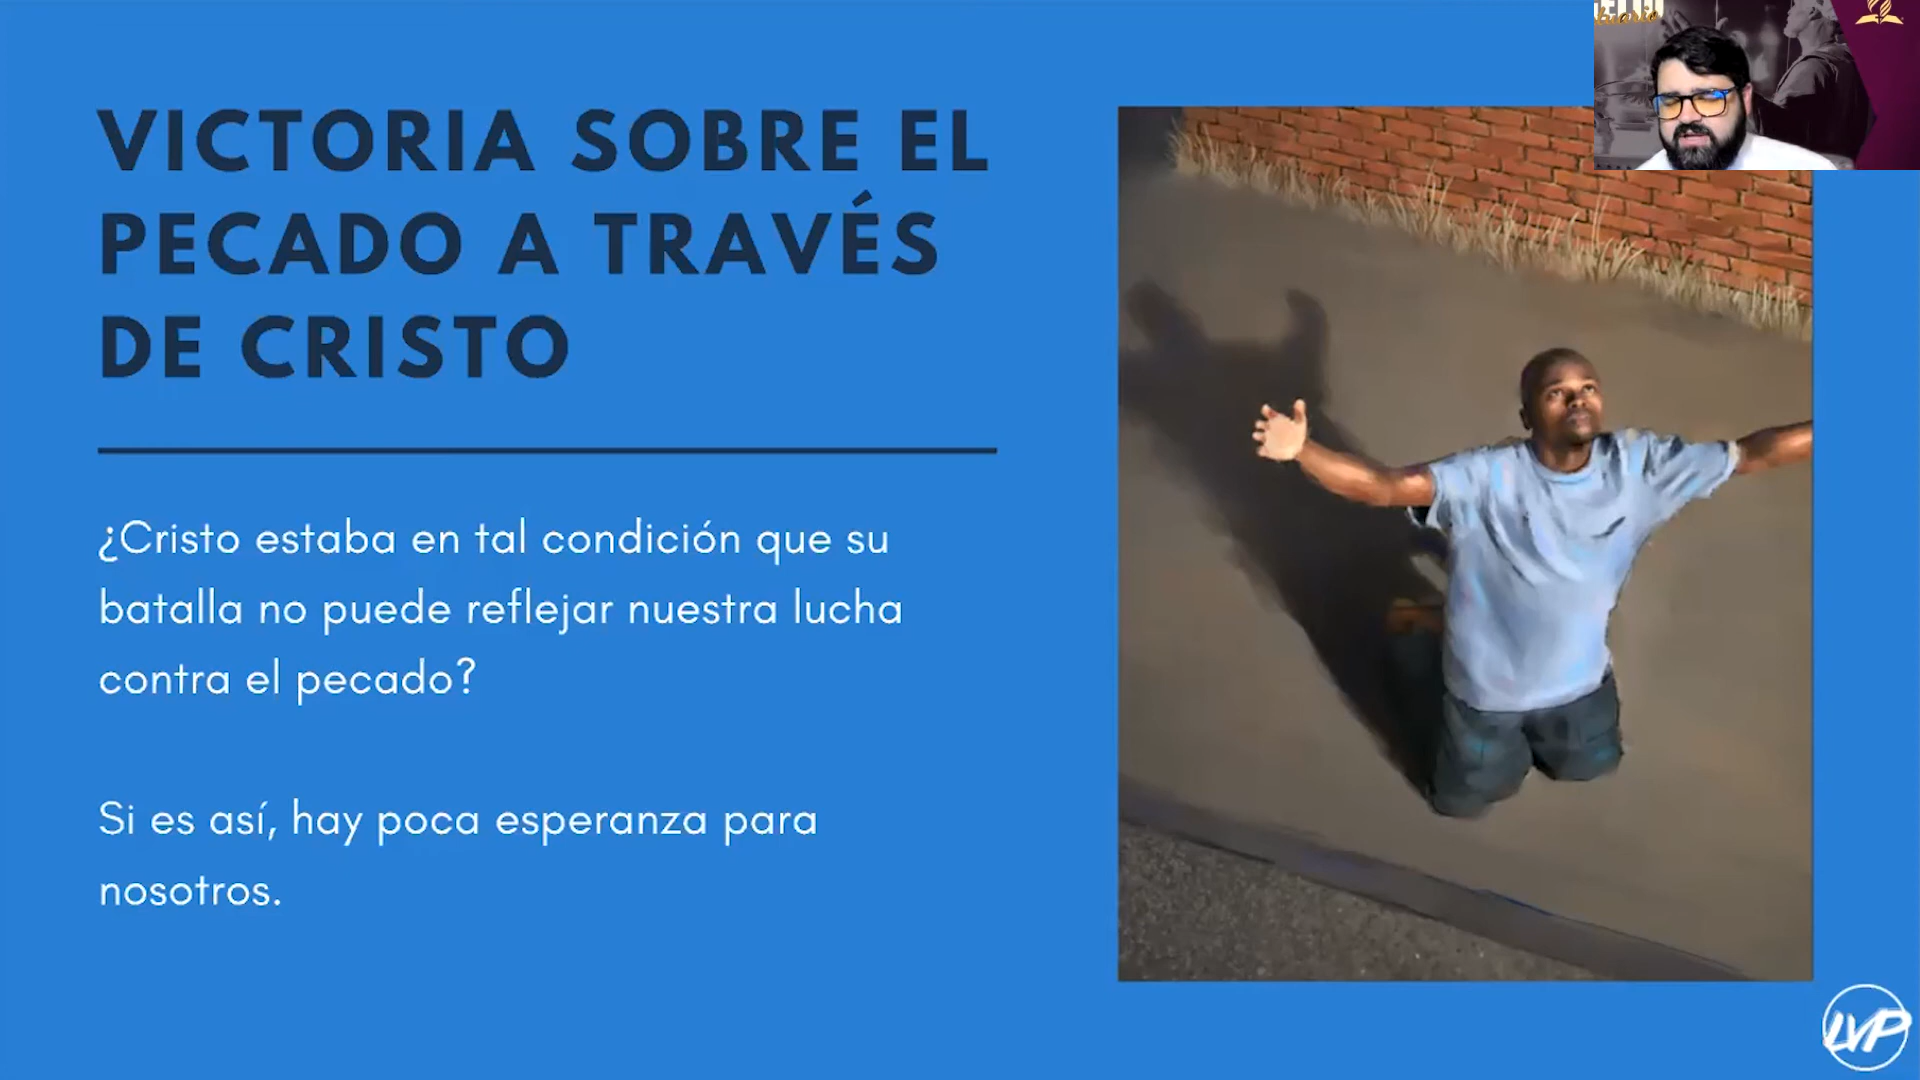 VICTORIA SOBRE EL
PECADO A TRAVÉS
DE CRISTO
¿Cristo estaba en tal condición que su
batalla no puede reflejar nuestra lucha
contra el pecado?
Si es así, hay poca esperanza para
nosotros.
LVP